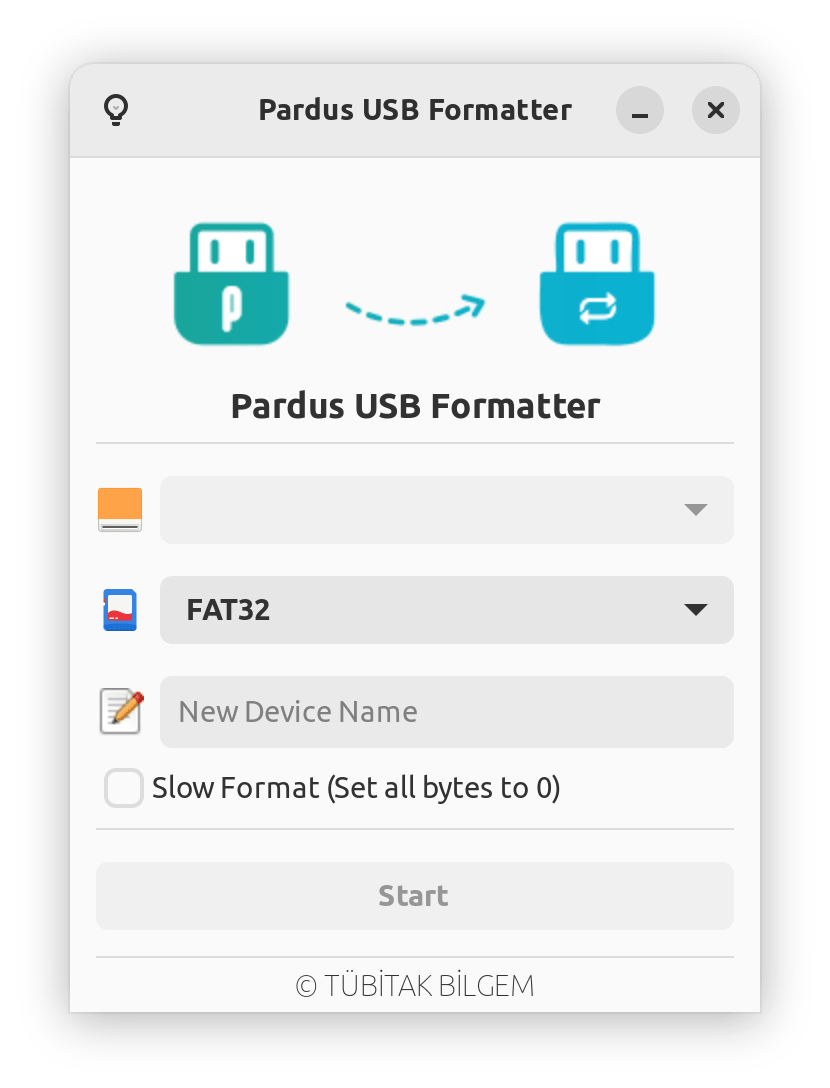 Pardus USB Formatter
Pardus USB Formatter
FAT32
New Device Name
Slow Format (Set all bytes to 0)
Start
© TÜBİTAK BİLGEM